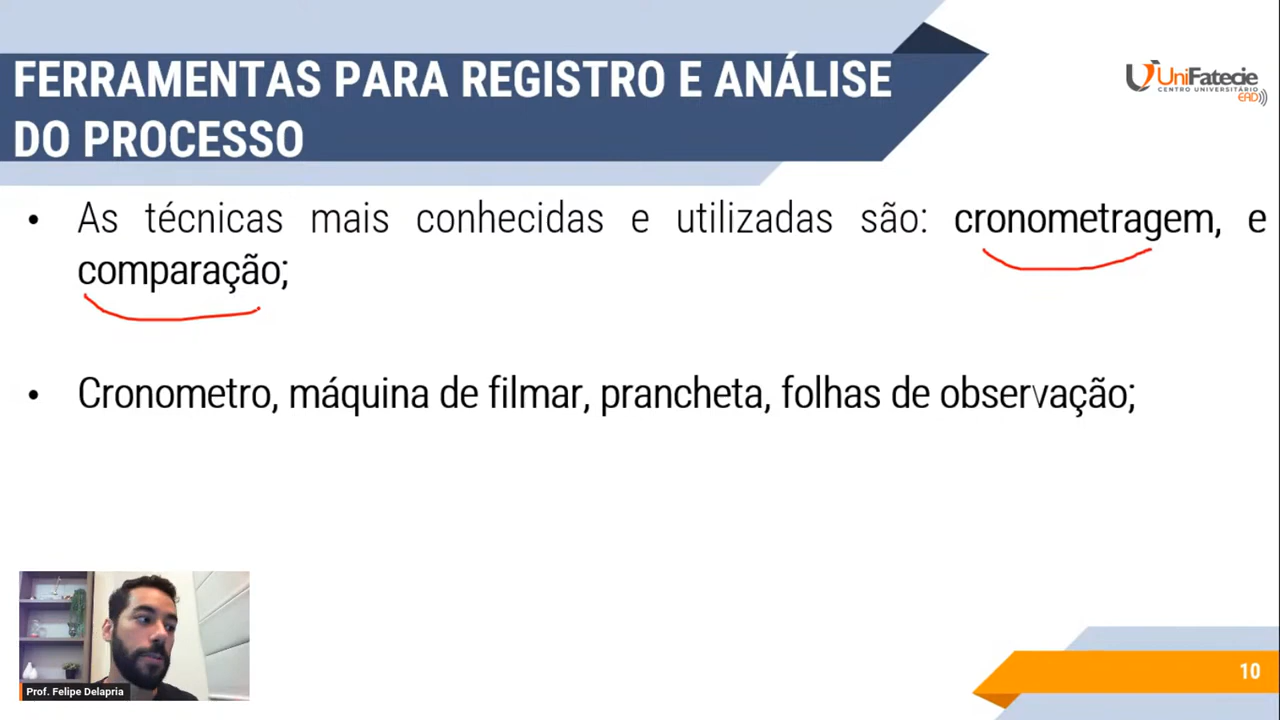 FERRAMENTAS PARA REGISTRO E ANÁLISE
DO PROCESSO
UniFatecie
CENTRO UNIVERSITÁRIO
EAD
• As técnicas mais conhecidas e utilizadas são: cronometragem, e
comparação;
• Cronometro, máquina de filmar, prancheta, folhas de observação;
Prof. Felipe Delapria
10